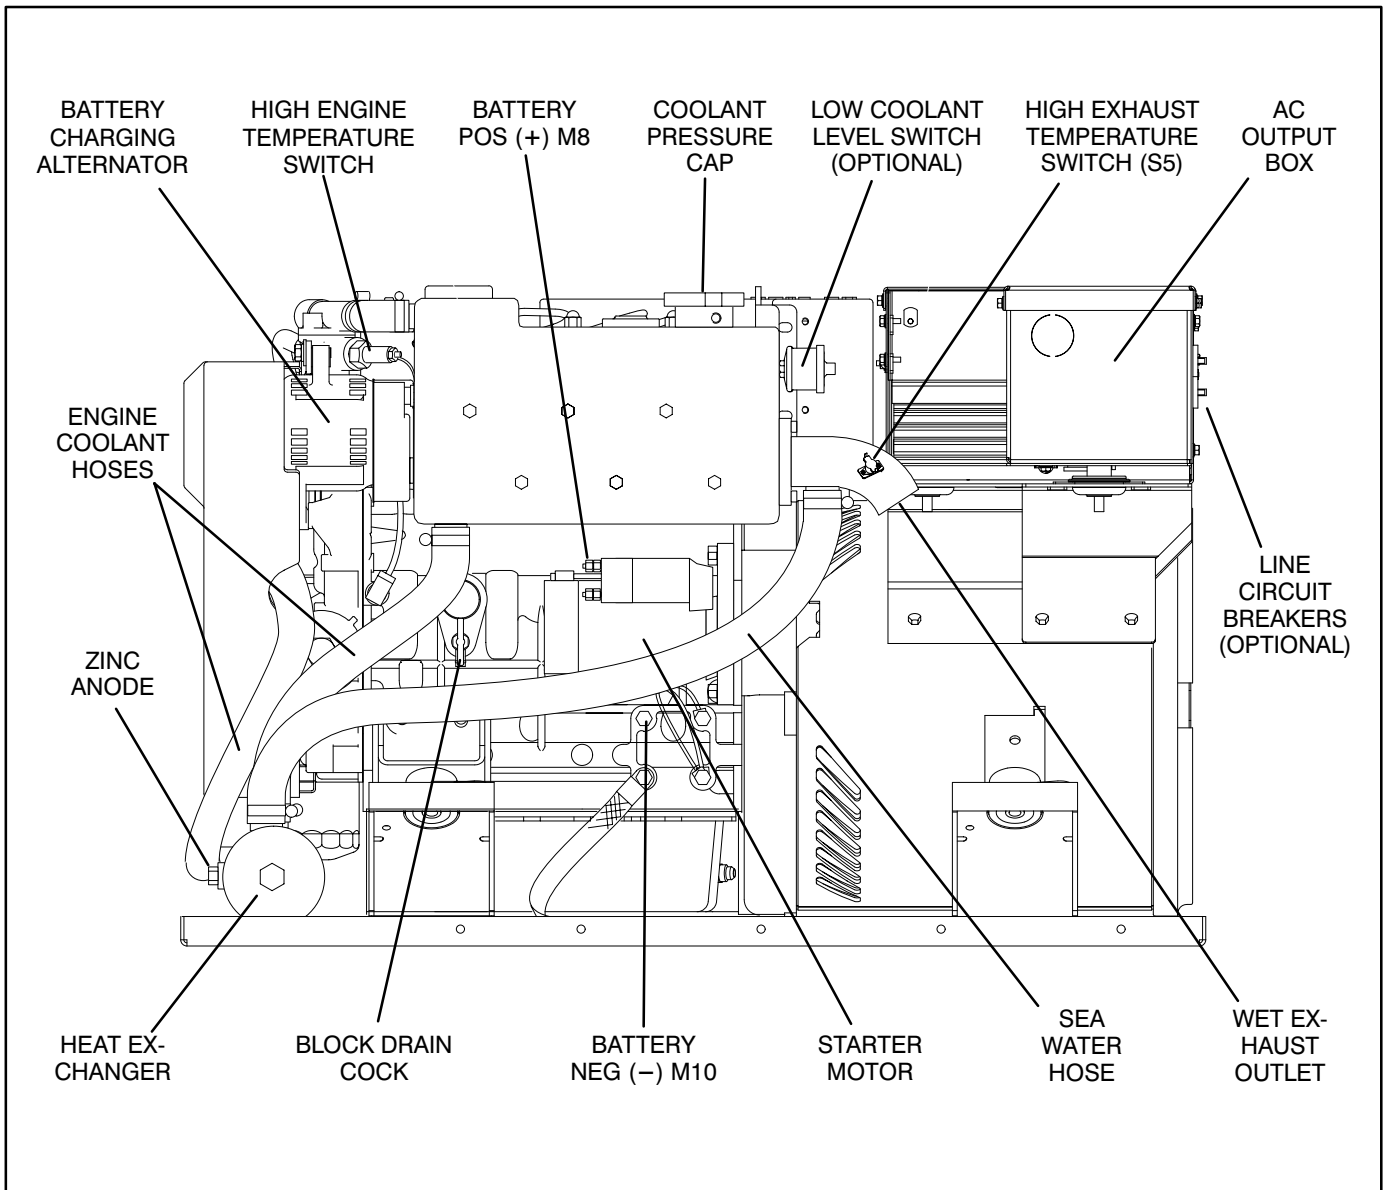 BATTERY
CHARGING
ALTERNATOR
HIGH ENGINE
TEMPERATURE
SWITCH
BATTERY
POS (+) M8
COOLANT
PRESSURE
CAP
LOW COOLANT
LEVEL SWITCH
(OPTIONAL)
HIGH EXHAUST
TEMPERATURE
SWITCH (S5)
AC
OUTPUT
BOX
ENGINE
COOLANT
HOSES
LINE
CIRCUIT
BREAKERS
(OPTIONAL)
ZINC
ANODE
HEAT EX-
CHANGER
BLOCK DRAIN
COCK
BATTERY
NEG (−) M10
STARTER
MOTOR
SEA
WATER
HOSE
WET EX-
HAUST
OUTLET